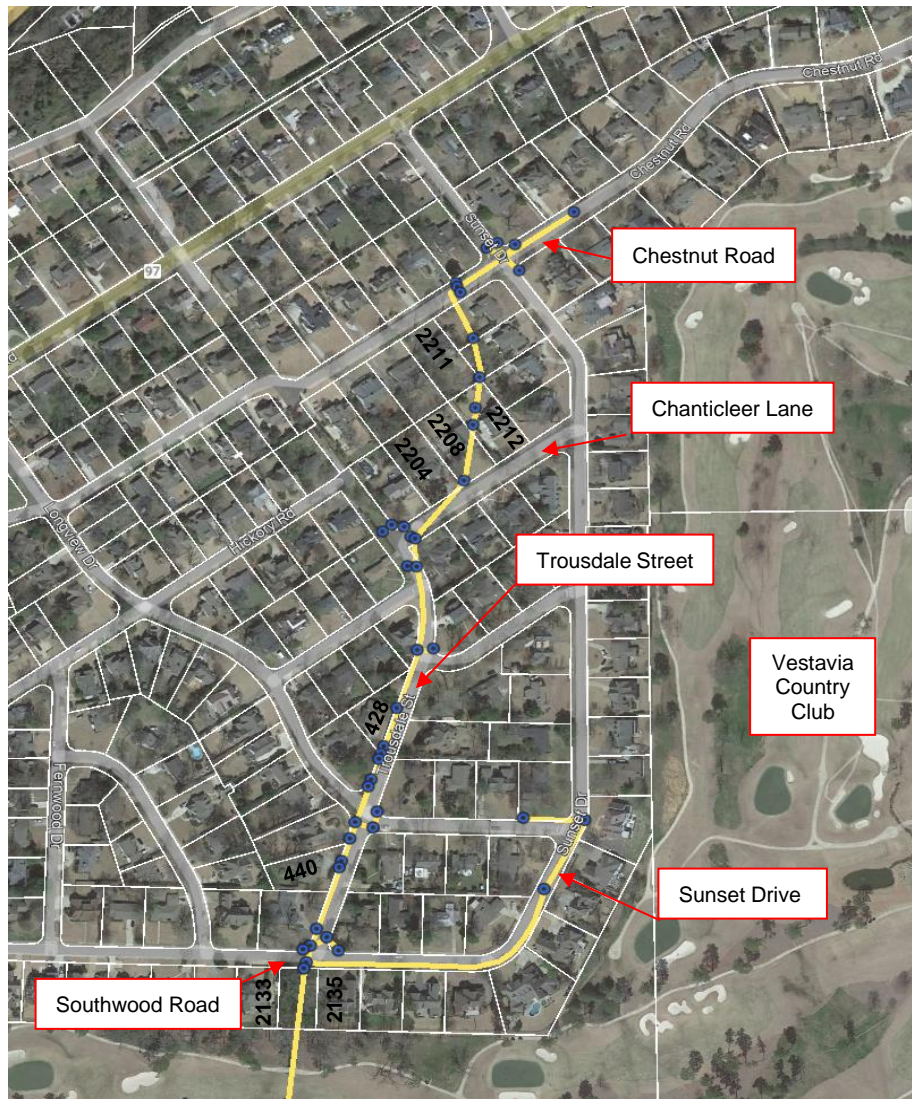 Chestnut Rd
Chestnut Rd
Sunset Dr
Chestnut Road
97
2211
Chanticleer Lane
2212
2208
2204
Longview Dr
Hickory Rd
Trousdale Street
Vestavia
Country
Club
428
Trousdale St
Fernwood Dr
Sunset Dr
440
Sunset Drive
Southwood Road
2133
2135